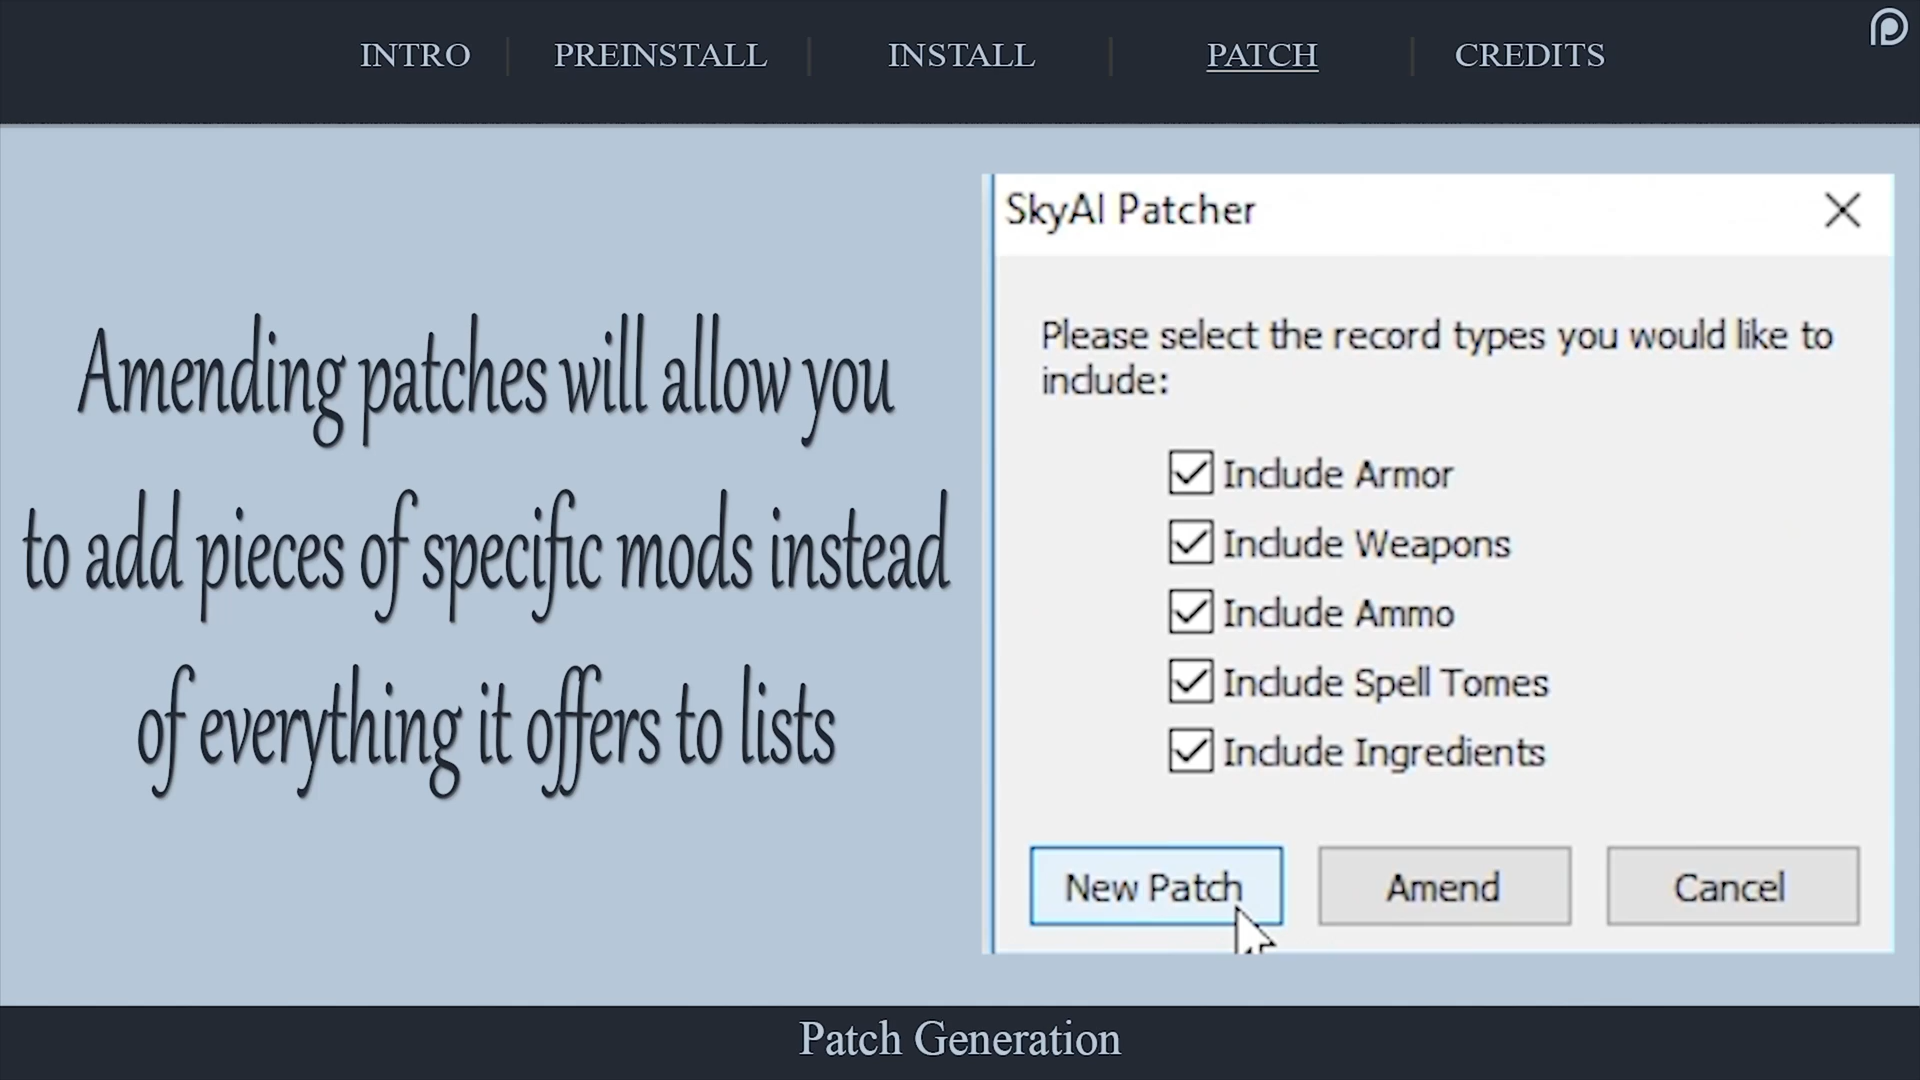 INTRO
PREINSTALL
INSTALL
PATCH
CREDITS
Amending patches will allow you
to add pieces of specific mods instead
of everything it offers to lists
SkyAI Patcher
Please select the record types you would like to
include:
Include Armor
Include Weapons
Include Ammo
Include Spell Tomes
Include Ingredients
New Patch
Amend
Cancel
Patch Generation